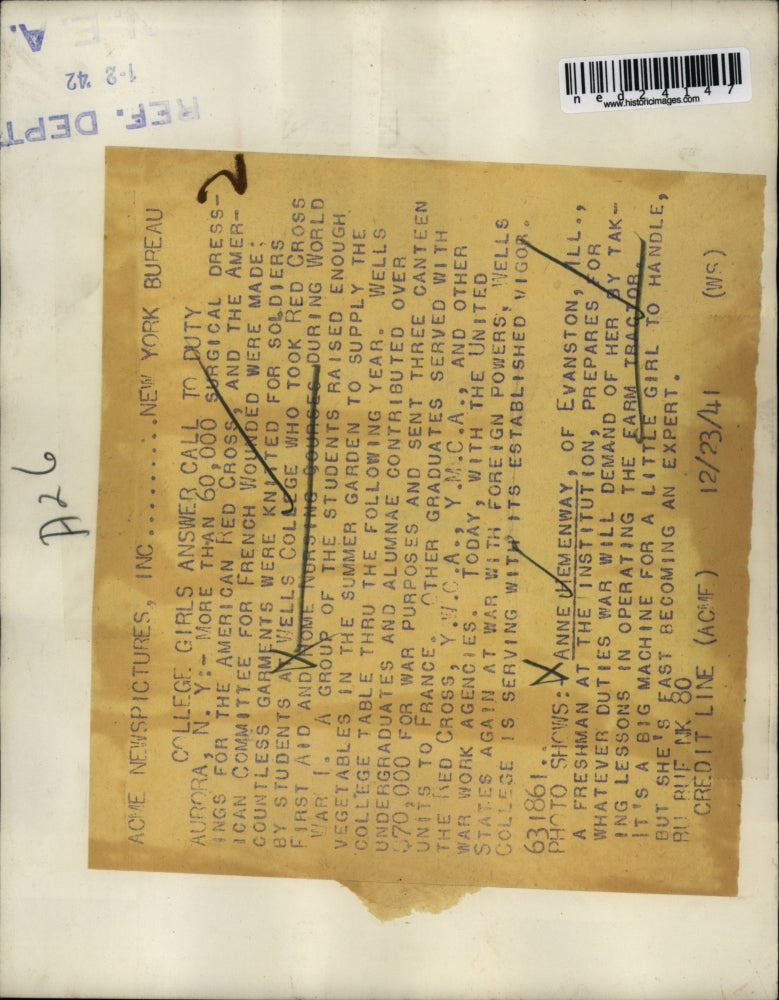 N.E.A.
1-2 '42
REF. DEPT
ned24147
www.historicimages.com
A26
2
ACME NEWSPICTURES, INC..........NEW YORK BUREAU
COLLEGE GIRLS ANSWER CALL TO DUTY
AURORA, N. Y:- MORE THAN 60,000 SURGICAL DRESS-
INGS FOR THE AMERICAN RED CROSS, AND THE AMER-
ICAN COMMITTEE FOR FRENCH WOUNDED WERE MADE;
COUNTLESS GARMENTS WERE KNITTED FOR SOLDIERS
BY STUDENTS AT WELLS COLLEGE WHO TOOK RED CROSS
FIRST AID AND HOME NURSING COURSES DURING WORLD
WAR I. A GROUP OF THE STUDENTS RAISED ENOUGH
VEGETABLES IN THE SUMMER GARDEN TO SUPPLY THE
COLLEGE TABLE THRU THE FOLLOWING YEAR. WELLS
UNDERGRADUATES AND ALUMNAE CONTRIBUTED OVER
$70,000 FOR WAR PURPOSES AND SENT THREE CANTEEN
UNITS TO FRANCE. OTHER GRADUATES SERVED WITH
THE RED CROSS, Y.W.C.A., Y.M.C.A., AND OTHER
WAR WORK AGENCIES. TODAY, WITH THE UNITED
STATES AGAIN AT WAR WITH FOREIGN POWERS, WELLS
COLLEGE IS SERVING WITH ITS ESTABLISHED VIGOR.
631861..
PHOTO SHOWS: ANNE HEMENWAY, OF EVANSTON, ILL.,
A FRESHMAN AT THE INSTITUTION, PREPARES FOR
WHATEVER DUTIES WAR WILL DEMAND OF HER BY TAK-
ING LESSONS IN OPERATING THE FARM TRACTOR.
IT'S A BIG MACHINE FOR A LITTLE GIRL TO HANDLE,
BUT SHE'S FAST BECOMING AN EXPERT.
BU RUF NK 80
CREDIT LINE (ACME) 12/23/41 (WS)